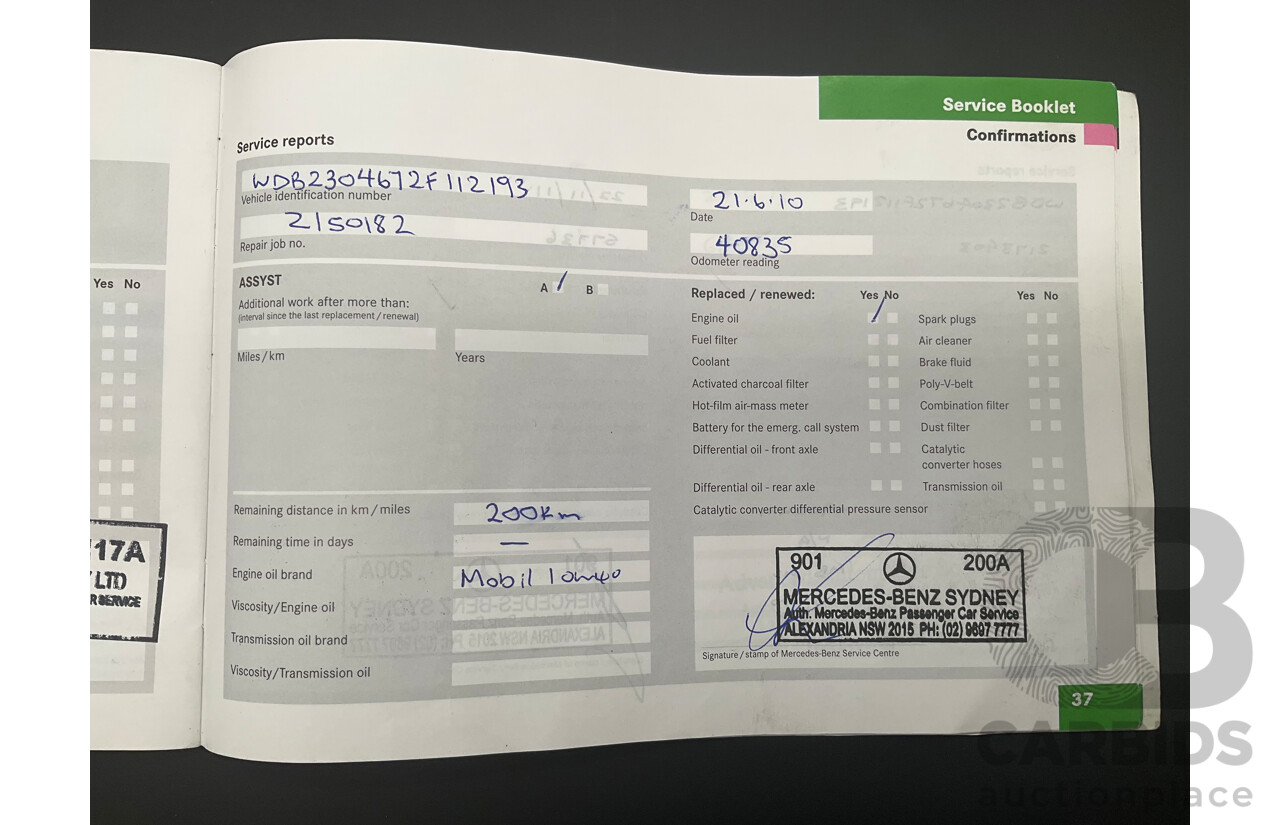 Service Booklet
Confirmations
Service reports
WDB2304672F112193
Vehicle identification number
21.6.10
Date
2150182
Repair job no.
40835
Odometer reading
Yes No
ASSYST
A / B
Additional work after more than:
(interval since the last replacement / renewal)
Miles / km
Years
Replaced / renewed: Yes No Yes No
Engine oil / Spark plugs
Fuel filter Air cleaner
Coolant Brake fluid
Activated charcoal filter Poly-V-belt
Hot-film air-mass meter Combination filter
Battery for the emerg. call system Dust filter
Differential oil - front axle Catalytic
converter hoses
Differential oil - rear axle Transmission oil
Catalytic converter differential pressure sensor
Remaining distance in km / miles 200km
Remaining time in days —
Engine oil brand Mobil 10w40
Viscosity/Engine oil
Transmission oil brand
Viscosity/Transmission oil
17A
LTD
R SERVICE
901 200A
MERCEDES-BENZ SYDNEY
Auth. Mercedes-Benz Passenger Car Service
ALEXANDRIA NSW 2015 PH: (02) 9697 7777
Signature / stamp of Mercedes-Benz Service Centre
37
CARBIDS
auctionplace